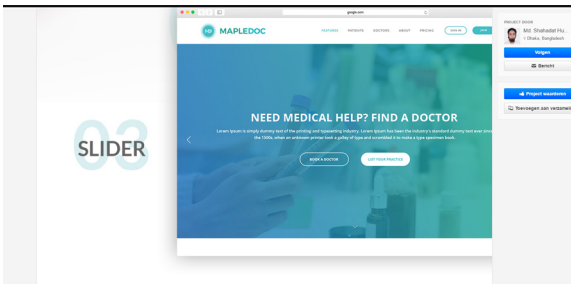 google.com
PROJECT DOOR
Md. Shahadat Hu...
Dhaka, Bangladesh
MD MAPLEDOC
FEATURES PATIENTS DOCTORS ABOUT PRICING SIGN IN
Volgen
Bericht
Project waarderen
Toevoegen aan verzameli
NEED MEDICAL HELP? FIND A DOCTOR
Lorem Ipsum is simply dummy text of the printing and typesetting industry. Lorem Ipsum has been the industry's standard dummy text ever since
the 1500s, when an unknown printer took a galley of type and scrambled it to make a type specimen book.
03
SLIDER
BOOK A DOCTOR LIST YOUR PRACTICE